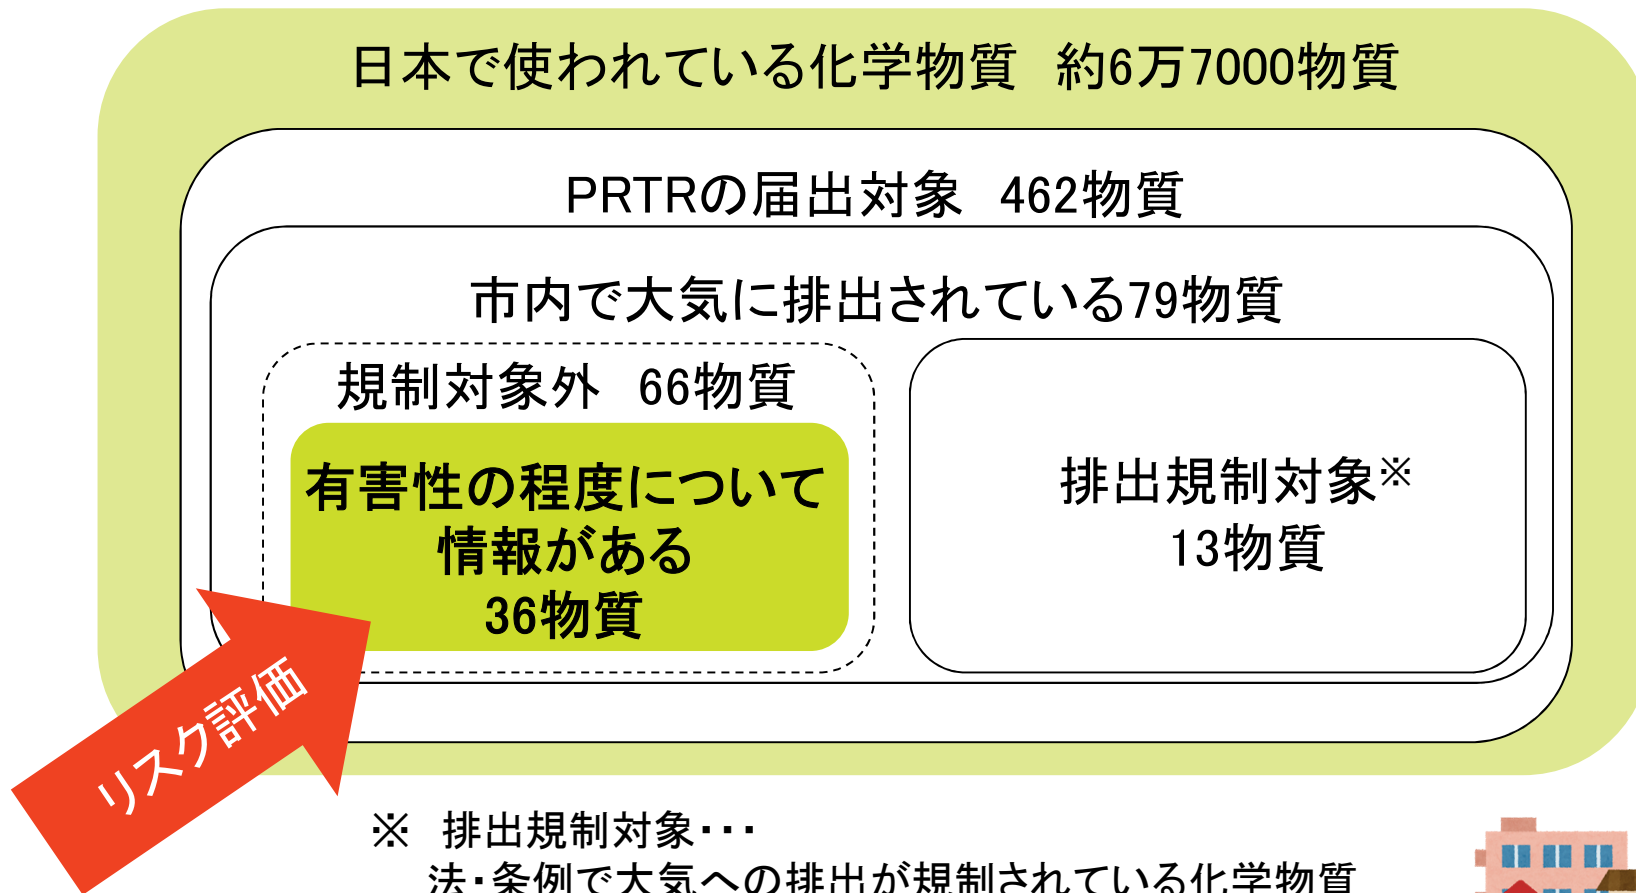 日本で使われている化学物質　約6万7000物質
PRTRの届出対象　462物質
市内で大気に排出されている79物質
規制対象外　66物質
有害性の程度について
情報がある
36物質
排出規制対象※
13物質
リスク評価
※　排出規制対象・・・
法・条例で大気への排出が規制されている化学物質